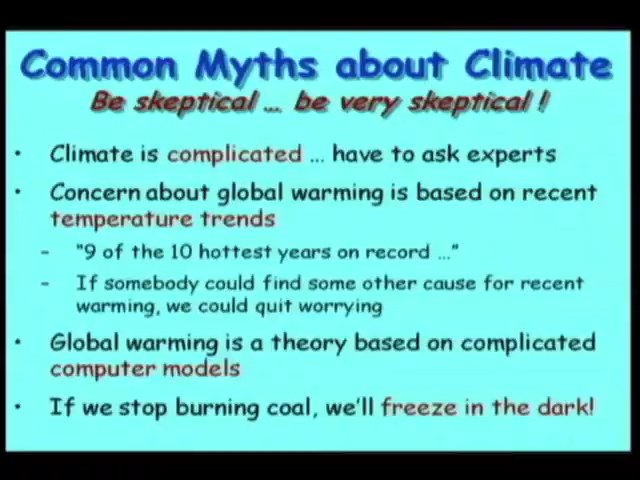 Common Myths about Climate
Be skeptical ... be very skeptical !
• Climate is complicated ... have to ask experts
• Concern about global warming is based on recent
temperature trends
– "9 of the 10 hottest years on record ..."
– If somebody could find some other cause for recent
warming, we could quit worrying
• Global warming is a theory based on complicated
computer models
• If we stop burning coal, we'll freeze in the dark!